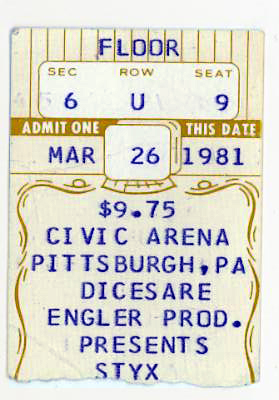 FLOOR
SEC ROW SEAT
6 U 9
ADMIT ONE THIS DATE
MAR 26 1981
$9.75
CIVIC ARENA
PITTSBURGH,PA
DICESARE
ENGLER PROD.
PRESENTS
STYX